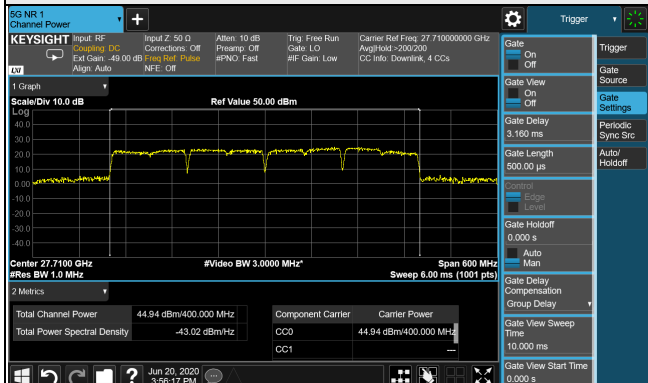 5G NR 1
Channel Power
Trigger
KEYSIGHT
Input: RF
Coupling: DC
Ext Gain: -49.00 dB
Align: Auto
Input Z: 50 Ω
Corrections: Off
Freq Ref: Pulse
NFE: Off
Atten: 10 dB
Preamp: Off
#PNO: Fast
Trig: Free Run
Gate: LO
#IF Gain: Low
Carrier Ref Freq: 27.710000000 GHz
Avg|Hold:>200/200
CC Info: Downlink, 4 CCs
LXI
1 Graph
Scale/Div 10.0 dB
Ref Value 50.00 dBm
Log
40.0
30.0
20.0
10.0
0.00
-10.0
-20.0
-30.0
-40.0
Center 27.7100 GHz
#Video BW 3.0000 MHz*
Span 600 MHz
#Res BW 1.0 MHz
Sweep 6.00 ms (1001 pts)
2 Metrics
Total Channel Power
44.94 dBm/400.000 MHz
Total Power Spectral Density
-43.02 dBm/Hz
Component Carrier
Carrier Power
CC0
44.94 dBm/400.000 MHz
CC1
---
Jun 20, 2020
3:56:17 PM
Gate
On
Off
Gate View
On
Off
Gate Delay
3.160 ms
Gate Length
500.00 µs
Control
Edge
Level
Gate Holdoff
0.000 s
Auto
Man
Gate Delay
Compensation
Group Delay
Gate View Sweep
Time
10.000 ms
Gate View Start Time
0.000 s
Trigger
Gate
Source
Gate
Settings
Periodic
Sync Src
Auto/
Holdoff